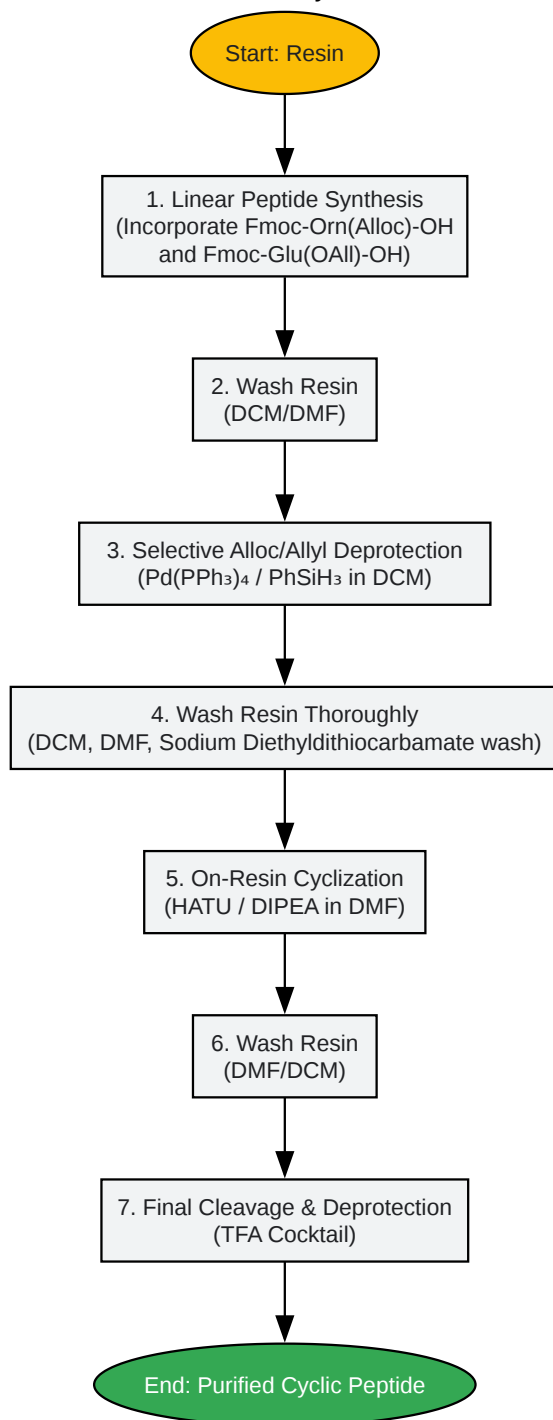 Start: Resin
1. Linear Peptide Synthesis
(Incorporate Fmoc-Orn(Alloc)-OH
and Fmoc-Glu(OAll)-OH)
2. Wash Resin
(DCM/DMF)
3. Selective Alloc/Allyl Deprotection
(Pd(PPh₃)₄ / PhSiH₃ in DCM)
4. Wash Resin Thoroughly
(DCM, DMF, Sodium Diethyldithiocarbamate wash)
5. On-Resin Cyclization
(HATU / DIPEA in DMF)
6. Wash Resin
(DMF/DCM)
7. Final Cleavage & Deprotection
(TFA Cocktail)
End: Purified Cyclic Peptide